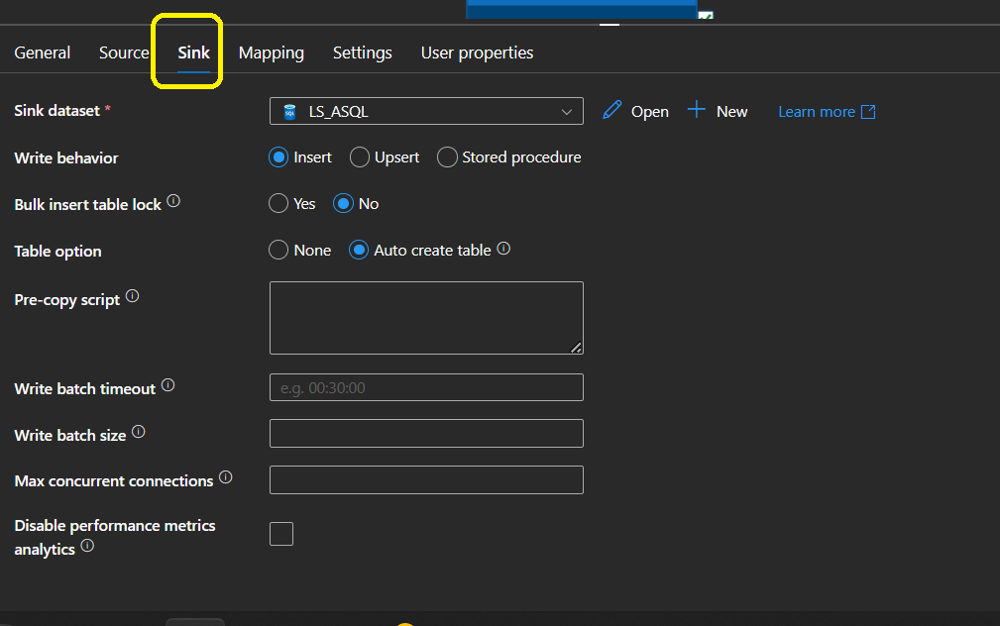 General Source Sink Mapping Settings User properties
Sink dataset * SQL LS_ASQL Open New Learn more
Write behavior Insert Upsert Stored procedure
Bulk insert table lock Yes No
Table option None Auto create table
Pre-copy script
Write batch timeout e.g. 00:30:00
Write batch size
Max concurrent connections
Disable performance metrics
analytics